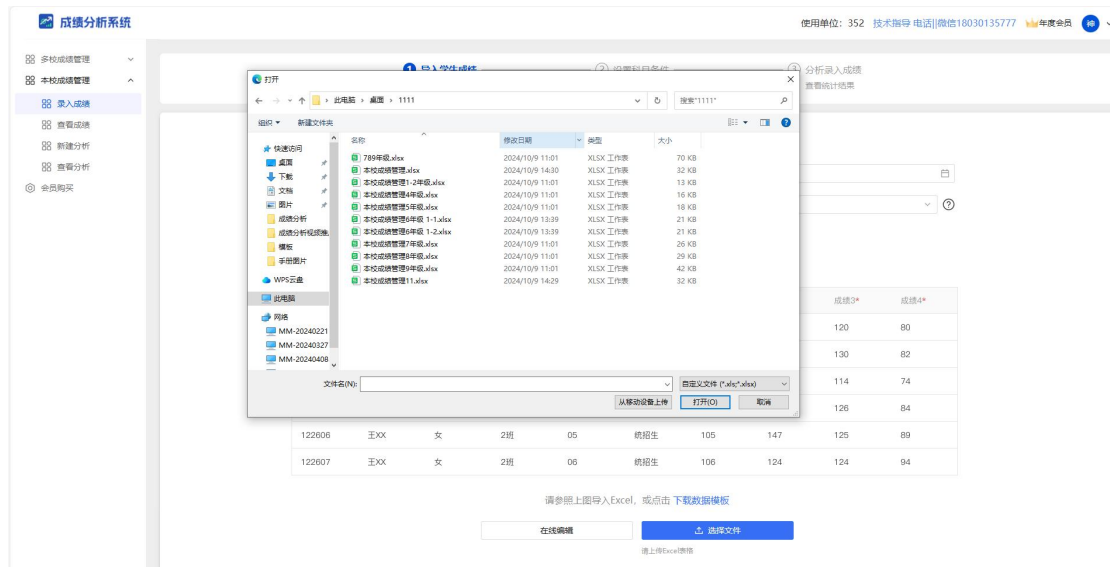 成绩分析系统
使用单位：352 技术指导 电话||微信18030135777 年度会员 神
多校成绩管理
本校成绩管理
录入成绩
查看成绩
新建分析
查看分析
会员购买
1 导入学生成绩 2 设置科目条件 3 分析录入成绩
查看统计结果
打开
此电脑 › 桌面 › 1111 搜索"1111"
组织 新建文件夹
名称 修改日期 类型 大小
789年级.xlsx 2024/10/9 11:01 XLSX 工作表 70 KB
本校成绩管理.xlsx 2024/10/9 14:30 XLSX 工作表 32 KB
本校成绩管理1-2年级.xlsx 2024/10/9 11:01 XLSX 工作表 13 KB
本校成绩管理4年级.xlsx 2024/10/9 11:01 XLSX 工作表 16 KB
本校成绩管理5年级.xlsx 2024/10/9 11:01 XLSX 工作表 18 KB
本校成绩管理6年级 1-1.xlsx 2024/10/9 13:39 XLSX 工作表 21 KB
本校成绩管理6年级 1-2.xlsx 2024/10/9 13:39 XLSX 工作表 21 KB
本校成绩管理7年级.xlsx 2024/10/9 11:01 XLSX 工作表 26 KB
本校成绩管理8年级.xlsx 2024/10/9 11:01 XLSX 工作表 29 KB
本校成绩管理9年级.xlsx 2024/10/9 11:01 XLSX 工作表 42 KB
本校成绩管理11.xlsx 2024/10/9 14:29 XLSX 工作表 32 KB
快速访问
桌面
下载
文档
图片
成绩分析
成绩分析视频推
模板
手册图片
WPS云盘
此电脑
网络
MM-20240221
MM-20240327
MM-20240408
文件名(N): 自定义文件 (*.xls;*.xlsx)
从移动设备上传 打开(O) 取消
成绩3* 成绩4*
120 80
130 82
114 74
126 84
122606 王XX 女 2班 05 统招生 105 147 125 89
122607 王XX 女 2班 06 统招生 106 124 124 94
请参照上图导入Excel，或点击 下载数据模板
在线编辑 选择文件
请上传Excel表格